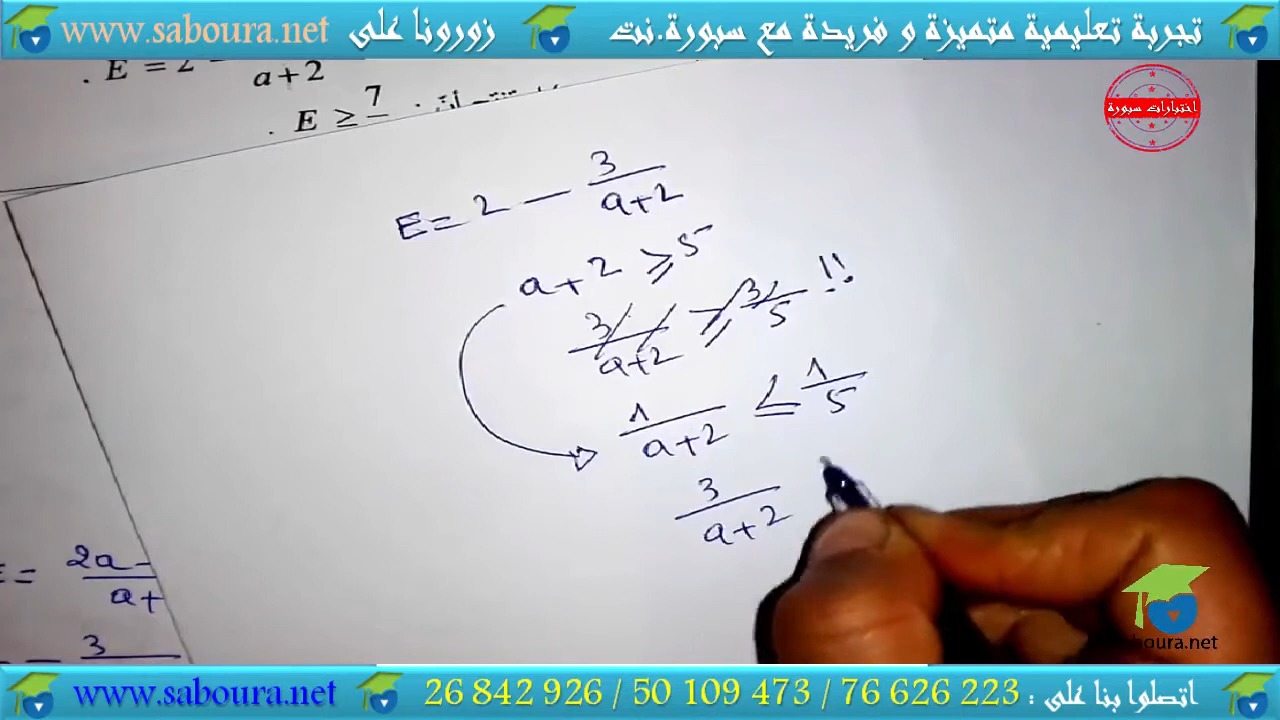 تجربة تعليمية متميزة و فريدة مع سبورة.نت زورونا على www.saboura.net
. E = 2 −
a+2
. E ≥ 7
اختبارات سبورة
E = 2 − 3/(a+2)
a+2 ⩾ 5
3/(a+2) ⩾ 3/5 !!
1/(a+2) ≤ 1/5
3/(a+2)
E = 2a −
a+
− 3
saboura.net
اتصلوا بنا على : 26 842 926 / 50 109 473 / 76 626 223
www.saboura.net